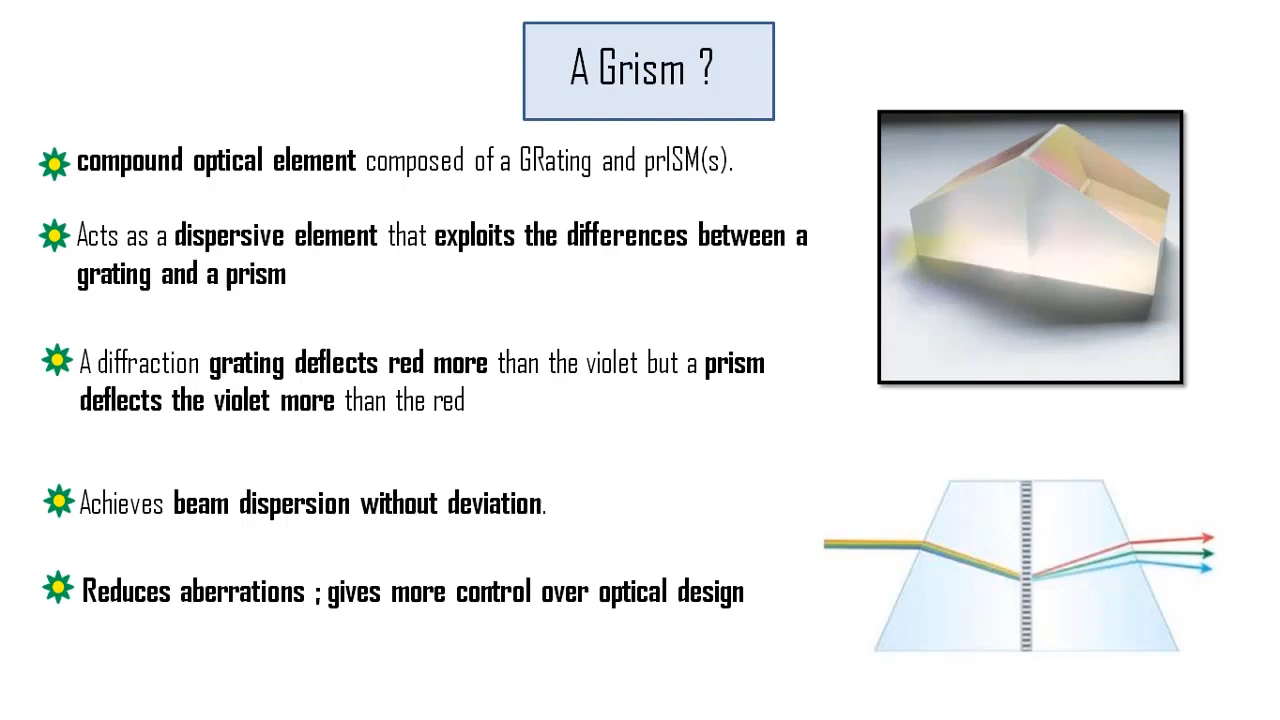 A Grism ?
compound optical element composed of a GRating and prISM(s).
Acts as a dispersive element that exploits the differences between a
grating and a prism
A diffraction grating deflects red more than the violet but a prism
deflects the violet more than the red
Achieves beam dispersion without deviation.
Reduces aberrations ; gives more control over optical design